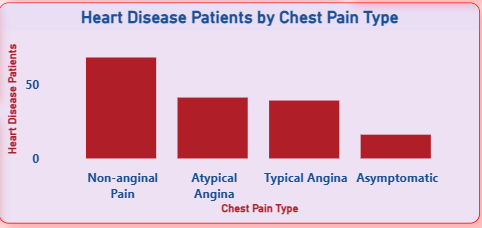 Heart Disease Patients by Chest Pain Type
Heart Disease Patients
50
0
Non-anginal
Pain
Atypical
Angina
Typical Angina
Asymptomatic
Chest Pain Type